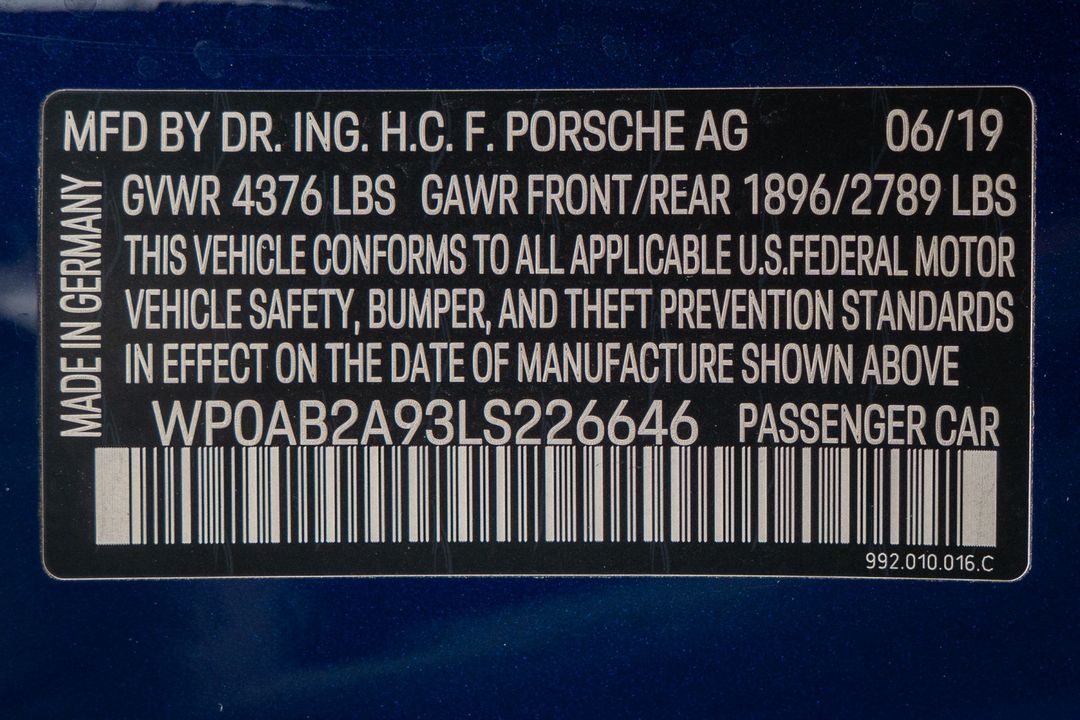 MFD BY DR. ING. H.C. F. PORSCHE AG 06/19
MADE IN GERMANY
GVWR 4376 LBS GAWR FRONT/REAR 1896/2789 LBS
THIS VEHICLE CONFORMS TO ALL APPLICABLE U.S.FEDERAL MOTOR
VEHICLE SAFETY, BUMPER, AND THEFT PREVENTION STANDARDS
IN EFFECT ON THE DATE OF MANUFACTURE SHOWN ABOVE
WP0AB2A93LS226646 PASSENGER CAR
992.010.016.C